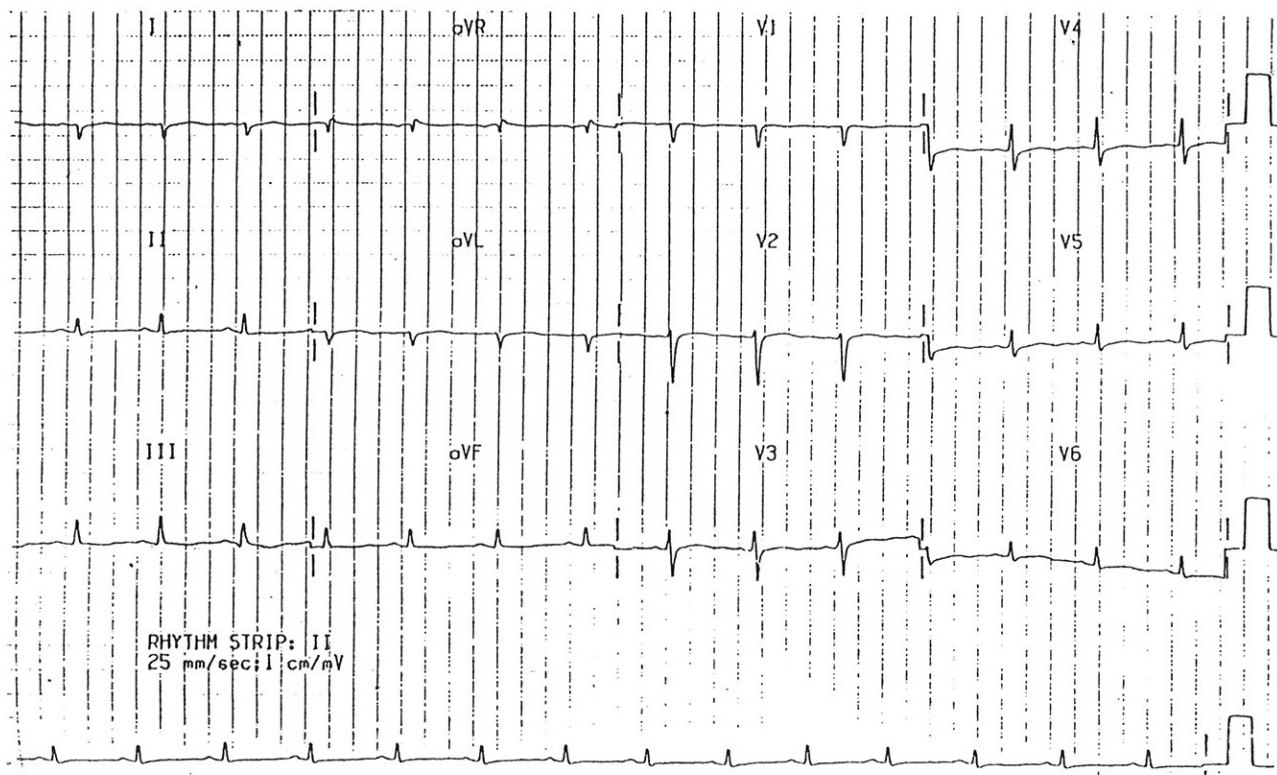 I aVR V1 V4
II aVL V2 V5
III aVF V3 V6
RHYTHM STRIP: II
25 mm/sec:1 cm/mV